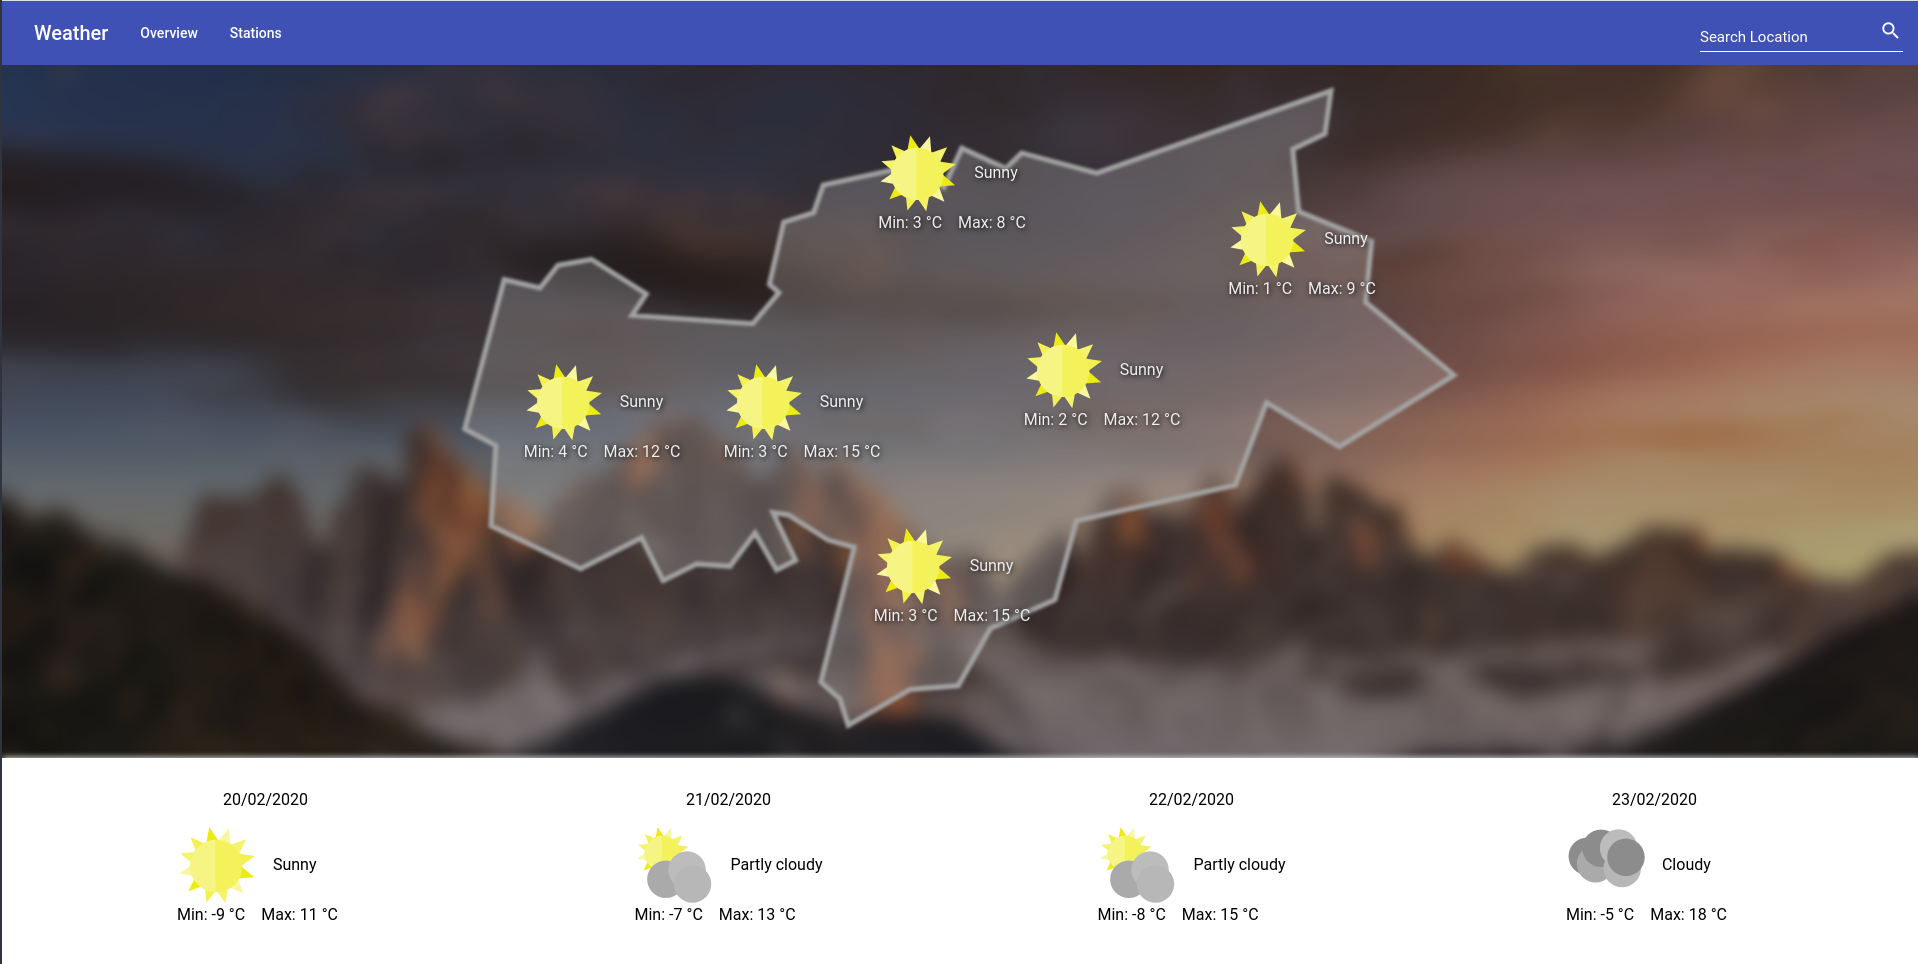 Weather Overview Stations Search Location
Sunny
Min: 3 °C Max: 8 °C
Sunny
Min: 1 °C Max: 9 °C
Sunny
Min: 2 °C Max: 12 °C
Sunny
Min: 4 °C Max: 12 °C
Sunny
Min: 3 °C Max: 15 °C
Sunny
Min: 3 °C Max: 15 °C
20/02/2020
Sunny
Min: -9 °C Max: 11 °C
21/02/2020
Partly cloudy
Min: -7 °C Max: 13 °C
22/02/2020
Partly cloudy
Min: -8 °C Max: 15 °C
23/02/2020
Cloudy
Min: -5 °C Max: 18 °C